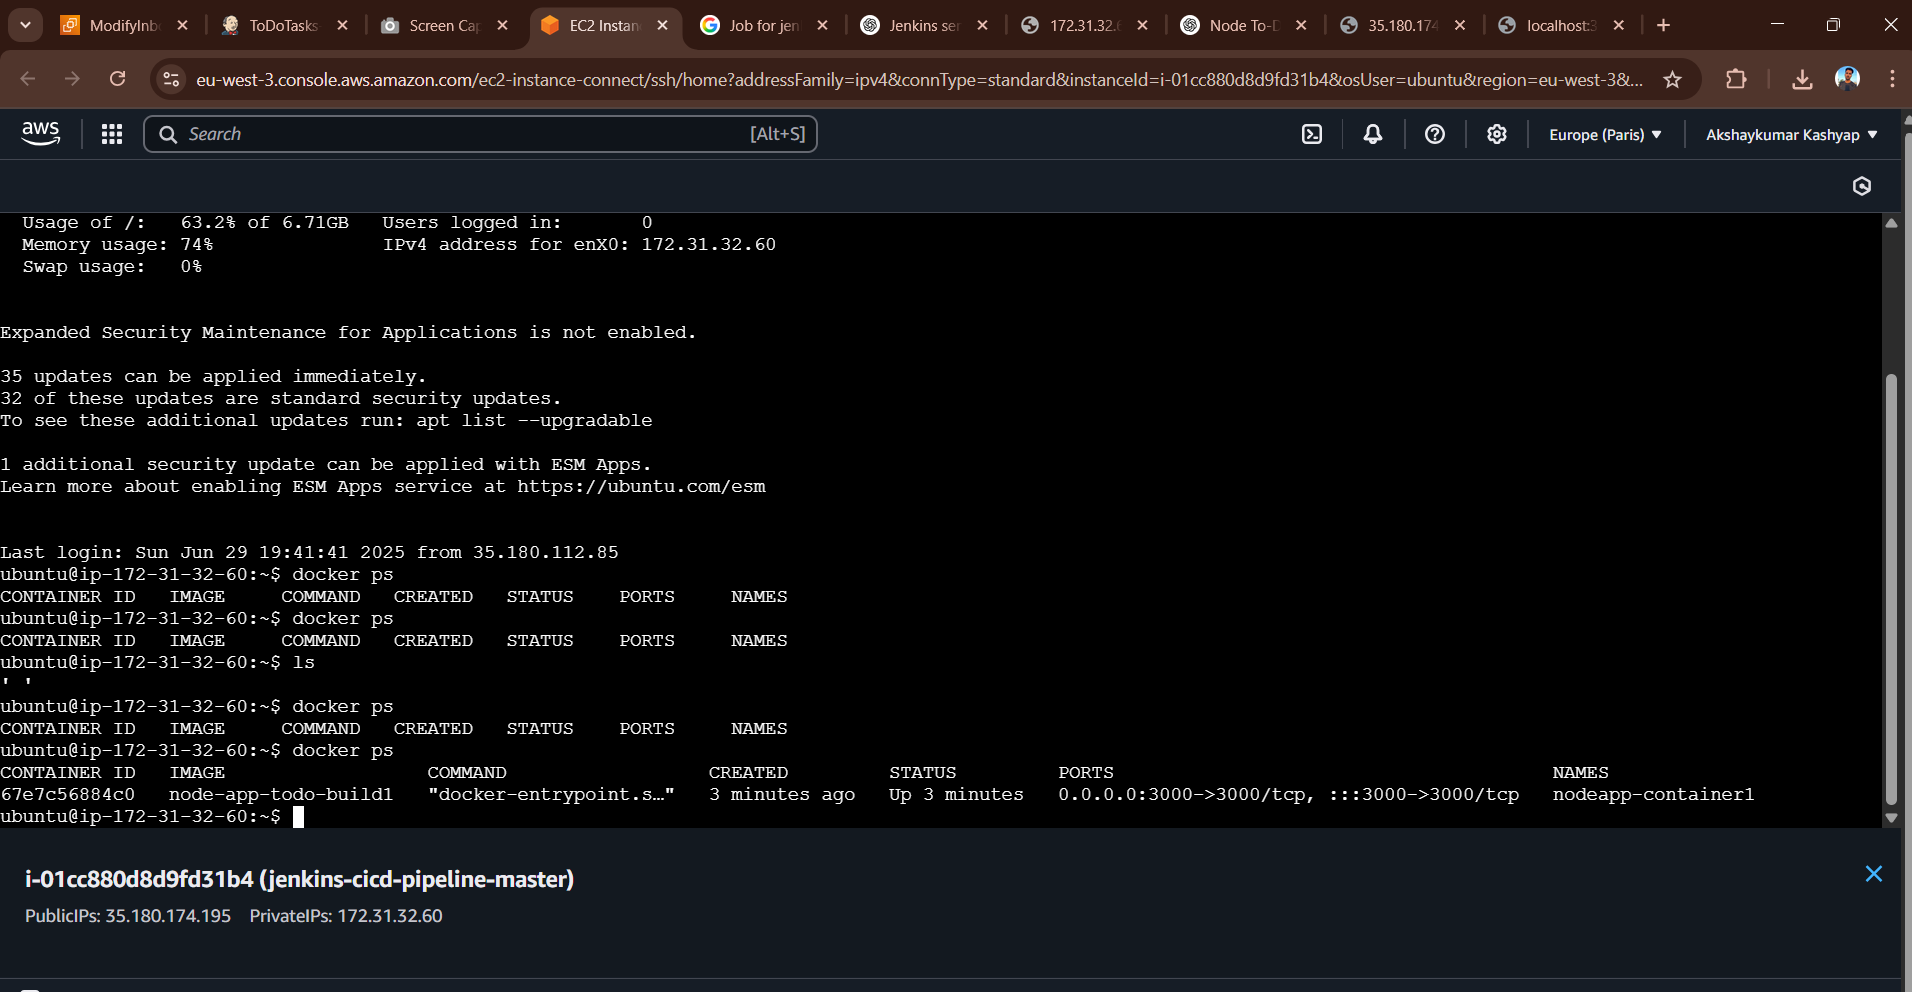 ModifyInb
ToDoTasks
Screen Cap
EC2 Instan
Job for jen
Jenkins ser
172.31.32.6
Node To-D
35.180.174
localhost:3
eu-west-3.console.aws.amazon.com/ec2-instance-connect/ssh/home?addressFamily=ipv4&connType=standard&instanceId=i-01cc880d8d9fd31b4&osUser=ubuntu&region=eu-west-3&...
aws
Search
[Alt+S]
Europe (Paris)
Akshaykumar Kashyap
Usage of /: 63.2% of 6.71GB Users logged in: 0
Memory usage: 74% IPv4 address for enX0: 172.31.32.60
Swap usage: 0%
Expanded Security Maintenance for Applications is not enabled.
35 updates can be applied immediately.
32 of these updates are standard security updates.
To see these additional updates run: apt list --upgradable
1 additional security update can be applied with ESM Apps.
Learn more about enabling ESM Apps service at https://ubuntu.com/esm
Last login: Sun Jun 29 19:41:41 2025 from 35.180.112.85
ubuntu@ip-172-31-32-60:~$ docker ps
CONTAINER ID IMAGE COMMAND CREATED STATUS PORTS NAMES
ubuntu@ip-172-31-32-60:~$ docker ps
CONTAINER ID IMAGE COMMAND CREATED STATUS PORTS NAMES
ubuntu@ip-172-31-32-60:~$ ls
' '
ubuntu@ip-172-31-32-60:~$ docker ps
CONTAINER ID IMAGE COMMAND CREATED STATUS PORTS NAMES
ubuntu@ip-172-31-32-60:~$ docker ps
CONTAINER ID IMAGE COMMAND CREATED STATUS PORTS NAMES
67e7c56884c0 node-app-todo-build1 "docker-entrypoint.s…" 3 minutes ago Up 3 minutes 0.0.0.0:3000->3000/tcp, :::3000->3000/tcp nodeapp-container1
ubuntu@ip-172-31-32-60:~$
i-01cc880d8d9fd31b4 (jenkins-cicd-pipeline-master)
PublicIPs: 35.180.174.195 PrivateIPs: 172.31.32.60